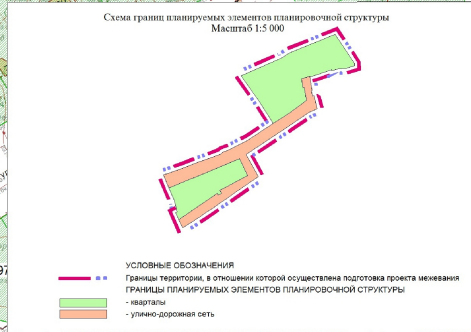 Схема границ планируемых элементов планировочной структуры
Масштаб 1:5 000
УСЛОВНЫЕ ОБОЗНАЧЕНИЯ
Границы территории, в отношении которой осуществлена подготовка проекта межевания
ГРАНИЦЫ ПЛАНИРУЕМЫХ ЭЛЕМЕНТОВ ПЛАНИРОВОЧНОЙ СТРУКТУРЫ
- кварталы
- улично-дорожная сеть